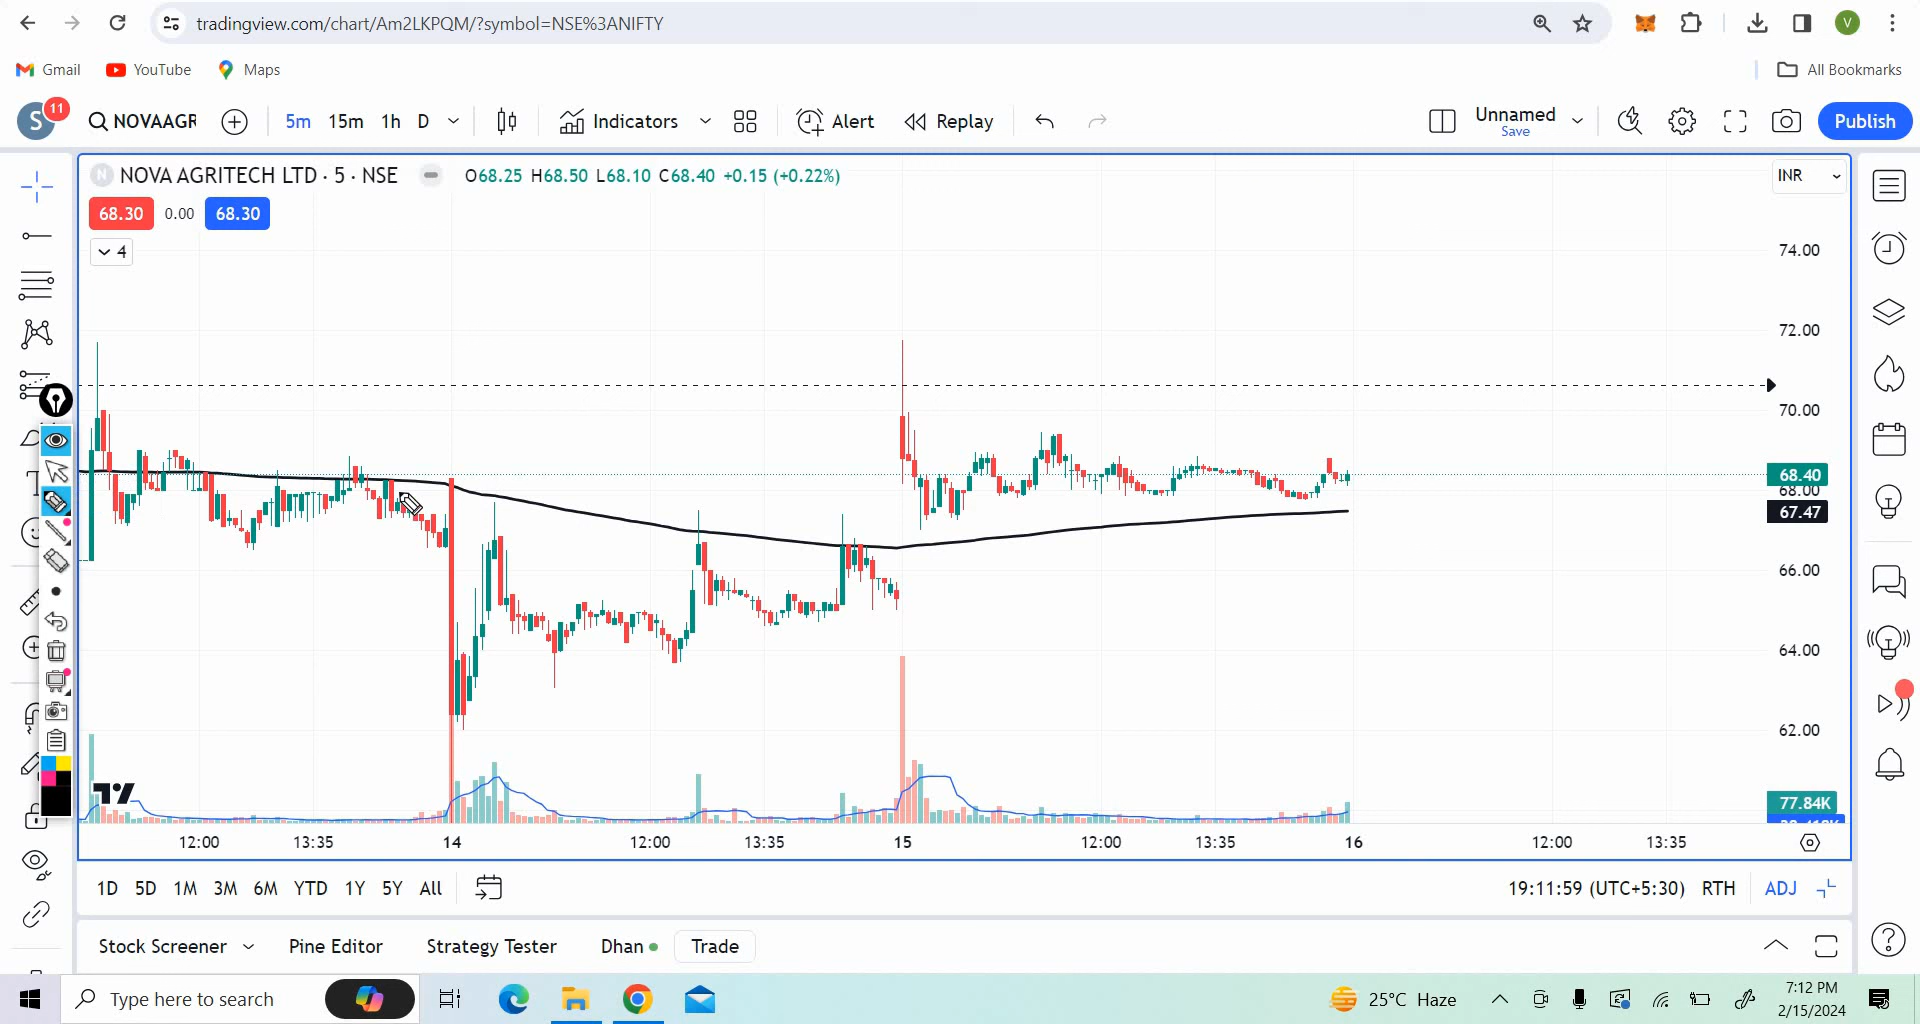 tradingview.com/chart/Am2LKPQM/?symbol=NSE%3ANIFTY
V
Gmail
YouTube
Maps
All Bookmarks
S
11
NOVAAGR
5m
15m
1h
D
Indicators
Alert
Replay
Unnamed
Save
Publish
N
NOVA AGRITECH LTD · 5 · NSE
O68.25 H68.50 L68.10 C68.40 +0.15 (+0.22%)
INR
68.30
0.00
68.30
4
74.00
72.00
70.00
68.40
68.00
67.47
66.00
64.00
62.00
77.84K
12:00
13:35
14
12:00
13:35
15
12:00
13:35
16
12:00
13:35
1D
5D
1M
3M
6M
YTD
1Y
5Y
All
19:11:59 (UTC+5:30)
RTH
ADJ
Stock Screener
Pine Editor
Strategy Tester
Dhan
Trade
Type here to search
25°C Haze
7:12 PM
2/15/2024